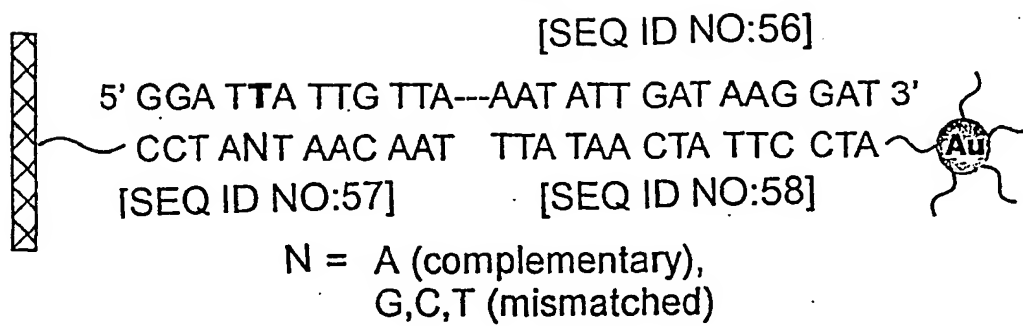 [SEQ ID NO:56]
5' GGA TTA TTG TTA---AAT ATT GAT AAG GAT 3'
CCT ANT AAC AAT TTA TAA CTA TTC CTA Au
[SEQ ID NO:57] [SEQ ID NO:58]
N = A (complementary),
G,C,T (mismatched)